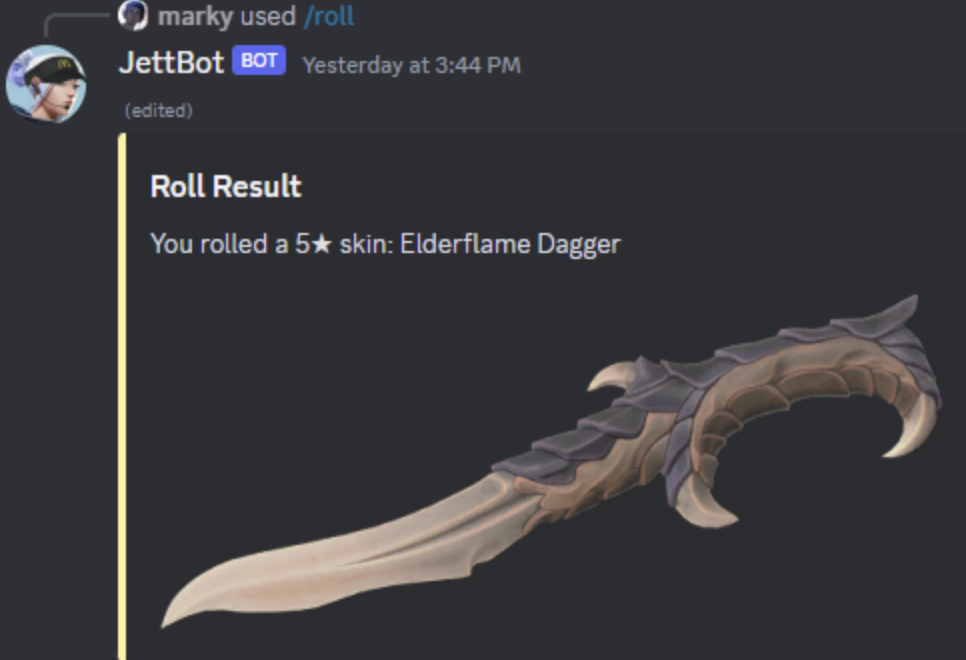 marky used /roll
JettBot BOT Yesterday at 3:44 PM
(edited)
Roll Result
You rolled a 5★ skin: Elderflame Dagger